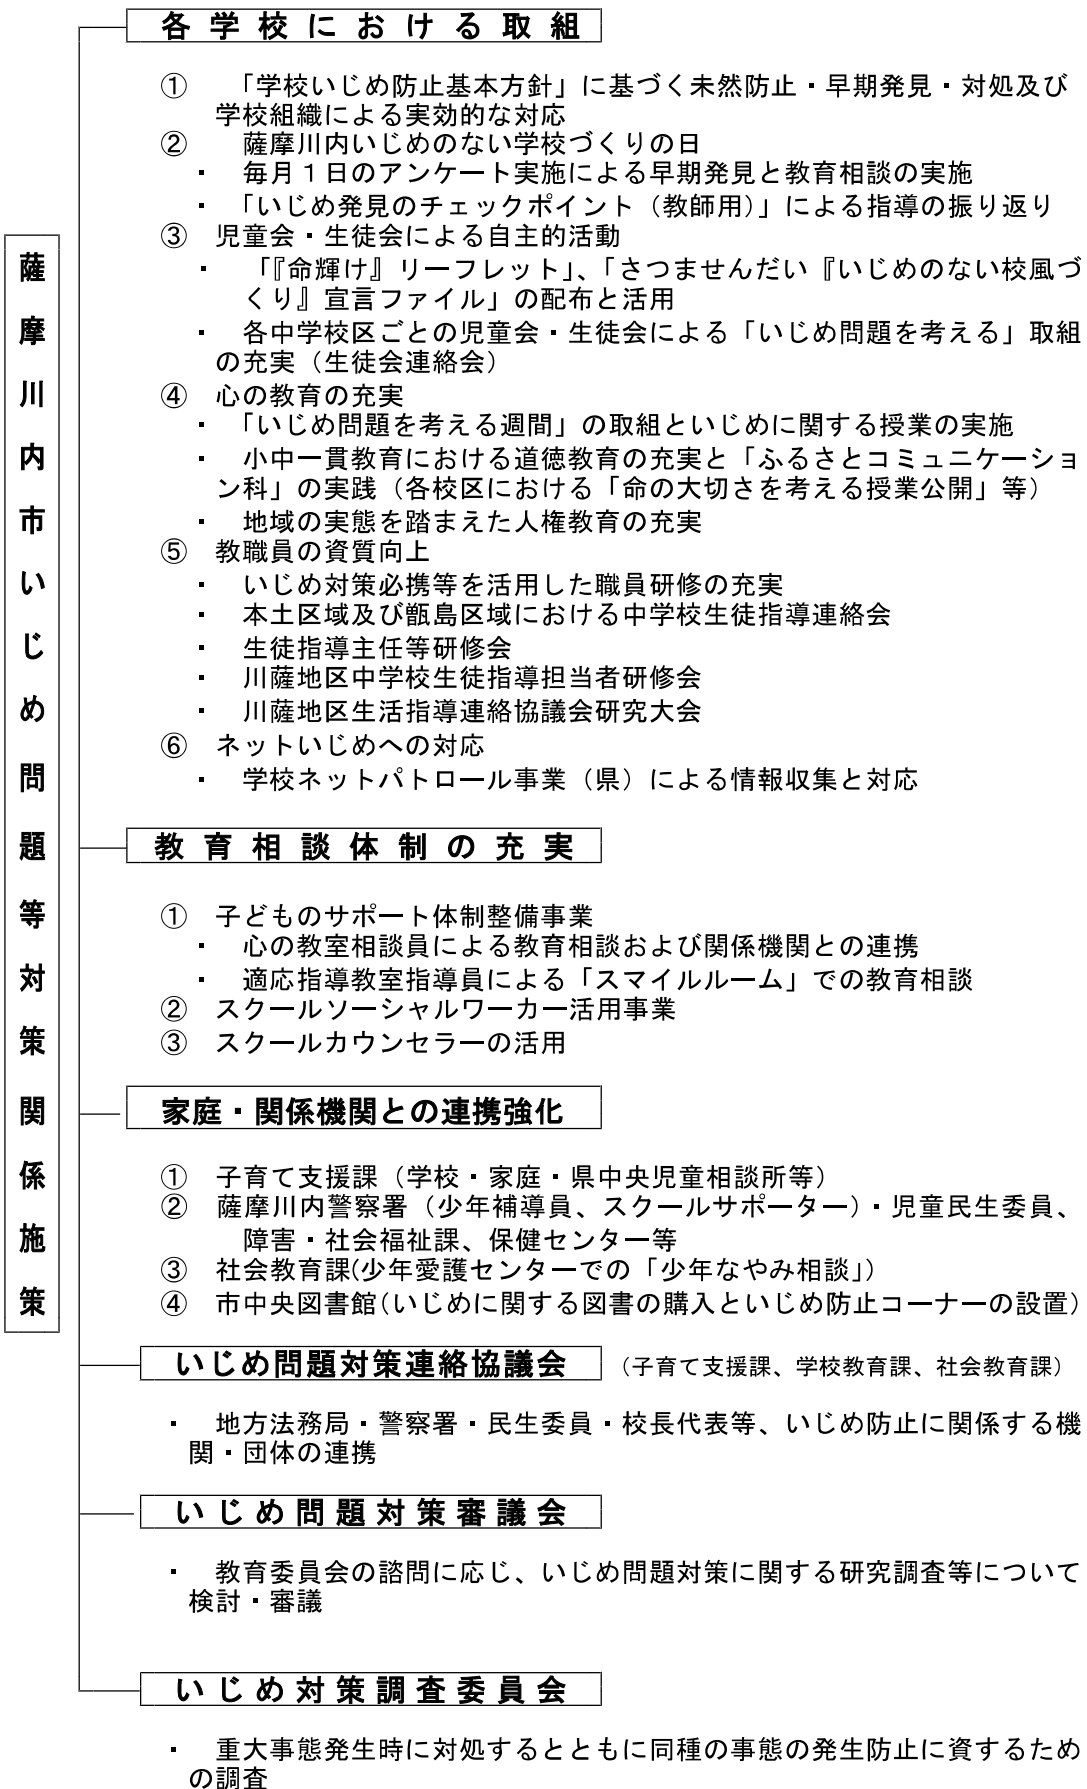 薩摩川内市いじめ問題等対策関係施策
各学校における取組
① 「学校いじめ防止基本方針」に基づく未然防止・早期発見・対処及び
学校組織による実効的な対応
② 薩摩川内いじめのない学校づくりの日
・ 毎月１日のアンケート実施による早期発見と教育相談の実施
・ 「いじめ発見のチェックポイント（教師用）」による指導の振り返り
③ 児童会・生徒会による自主的活動
・ 「『命輝け』リーフレット」、「さつませんだい『いじめのない校風づ
くり』宣言ファイル」の配布と活用
・ 各中学校区ごとの児童会・生徒会による「いじめ問題を考える」取組
の充実（生徒会連絡会）
④ 心の教育の充実
・ 「いじめ問題を考える週間」の取組といじめに関する授業の実施
・ 小中一貫教育における道徳教育の充実と「ふるさとコミュニケーショ
ン科」の実践（各校区における「命の大切さを考える授業公開」等）
・ 地域の実態を踏まえた人権教育の充実
⑤ 教職員の資質向上
・ いじめ対策必携等を活用した職員研修の充実
・ 本土区域及び甑島区域における中学校生徒指導連絡会
・ 生徒指導主任等研修会
・ 川薩地区中学校生徒指導担当者研修会
・ 川薩地区生活指導連絡協議会研究大会
⑥ ネットいじめへの対応
・ 学校ネットパトロール事業（県）による情報収集と対応
教育相談体制の充実
① 子どものサポート体制整備事業
・ 心の教室相談員による教育相談および関係機関との連携
・ 適応指導教室指導員による「スマイルルーム」での教育相談
② スクールソーシャルワーカー活用事業
③ スクールカウンセラーの活用
家庭・関係機関との連携強化
① 子育て支援課（学校・家庭・県中央児童相談所等）
② 薩摩川内警察署（少年補導員、スクールサポーター）・児童民生委員、
障害・社会福祉課、保健センター等
③ 社会教育課(少年愛護センターでの「少年なやみ相談」)
④ 市中央図書館(いじめに関する図書の購入といじめ防止コーナーの設置)
いじめ問題対策連絡協議会 （子育て支援課、学校教育課、社会教育課）
・ 地方法務局・警察署・民生委員・校長代表等、いじめ防止に関係する機
関・団体の連携
いじめ問題対策審議会
・ 教育委員会の諮問に応じ、いじめ問題対策に関する研究調査等について
検討・審議
いじめ対策調査委員会
・ 重大事態発生時に対処するとともに同種の事態の発生防止に資するため
の調査